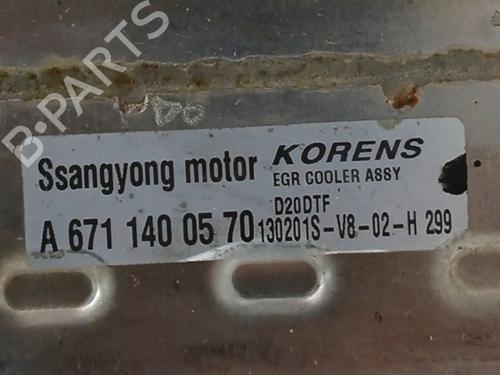 B-PARTS
Ssangyong motor KORENS
EGR COOLER ASSY
D20DTF
A 671 140 05 70 130201S-V8-02-H 299